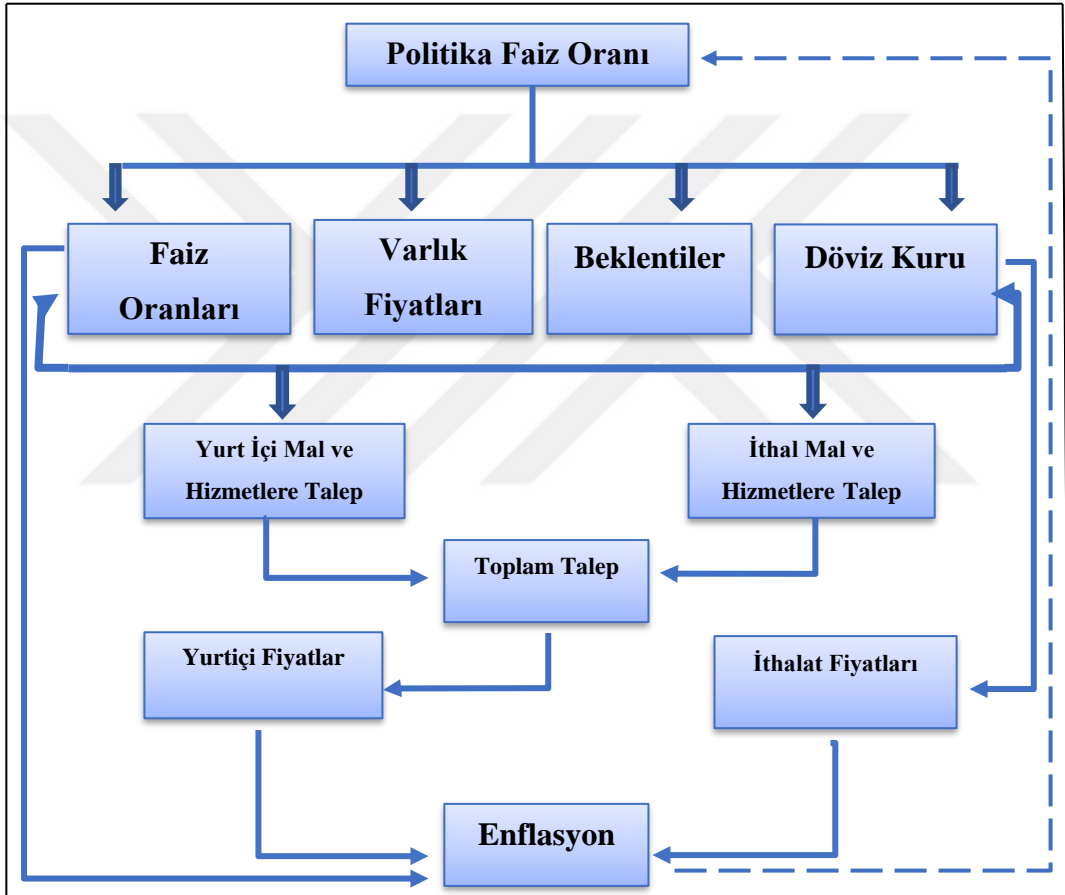 Politika Faiz Oranı
Faiz
Oranları
Varlık
Fiyatları
Beklentiler
Döviz Kuru
Yurt İçi Mal ve
Hizmetlere Talep
İthal Mal ve
Hizmetlere Talep
Toplam Talep
Yurtiçi Fiyatlar
İthalat Fiyatları
Enflasyon